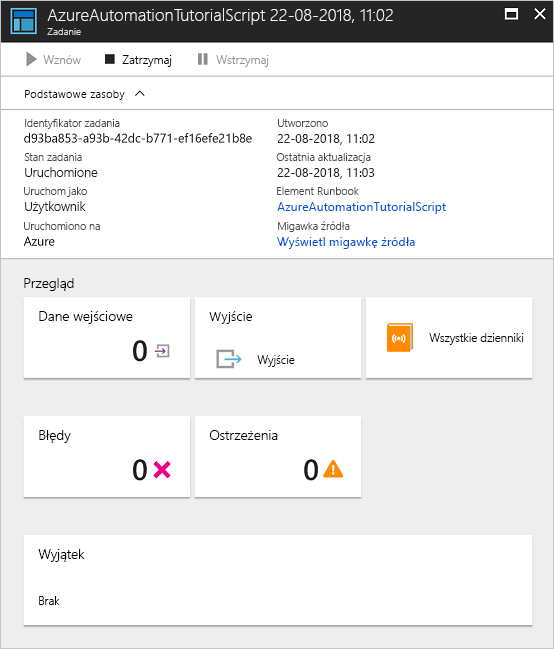 AzureAutomationTutorialScript 22-08-2018, 11:02
Zadanie
Wznów Zatrzymaj Wstrzymaj
Podstawowe zasoby
Identyfikator zadania
d93ba853-a93b-42dc-b771-ef16efe21b8e
Stan zadania
Uruchomione
Uruchom jako
Użytkownik
Uruchomiono na
Azure
Utworzono
22-08-2018, 11:02
Ostatnia aktualizacja
22-08-2018, 11:03
Element Runbook
AzureAutomationTutorialScript
Migawka źródła
Wyświetl migawkę źródła
Przegląd
Dane wejściowe
0
Wyjście
Wyjście
Wszystkie dzienniki
Błędy
0
Ostrzeżenia
0
Wyjątek
Brak